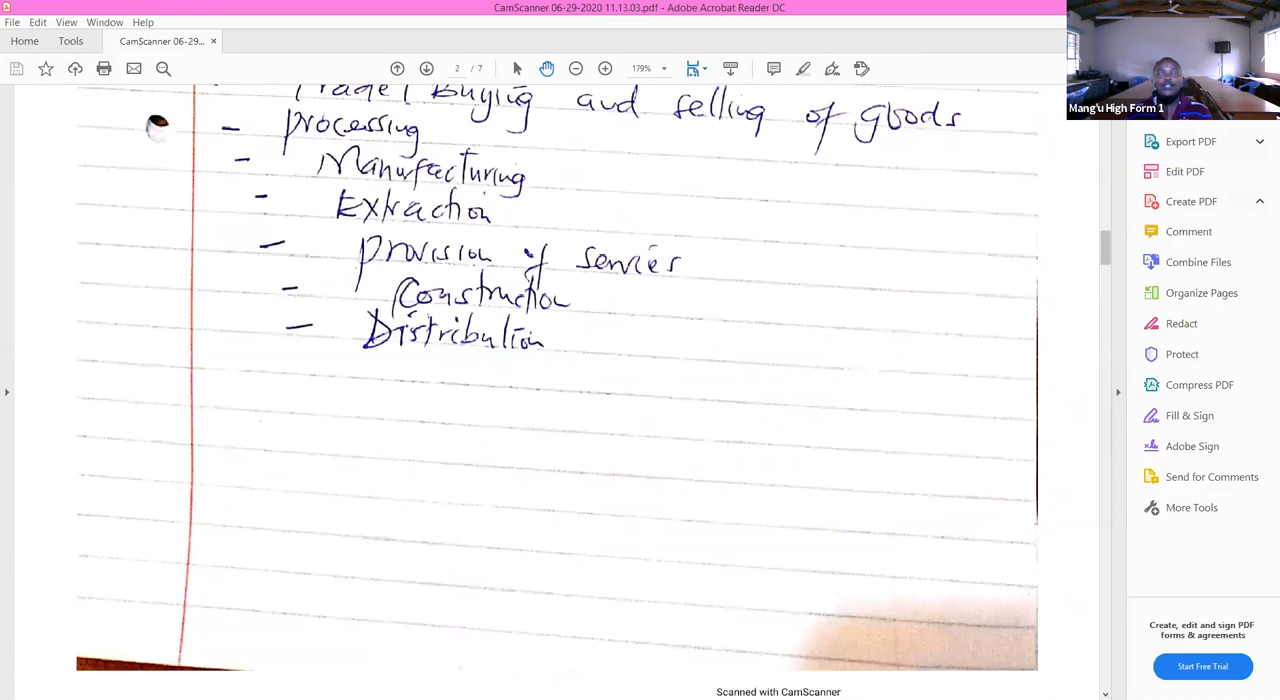 CamScanner 06-29-2020 11.13.03.pdf - Adobe Acrobat Reader DC
File Edit View Window Help
Home Tools CamScanner 06-29... ×
2 / 7 179%
Mang'u High Form 1
Trade / Buying and selling of goods
- processing
- Manufacturing
- Extraction
- provision of servies
- Construction
- Distribution
Scanned with CamScanner
Export PDF
Edit PDF
Create PDF
Comment
Combine Files
Organize Pages
Redact
Protect
Compress PDF
Fill & Sign
Adobe Sign
Send for Comments
More Tools
Create, edit and sign PDF
forms & agreements
Start Free Trial